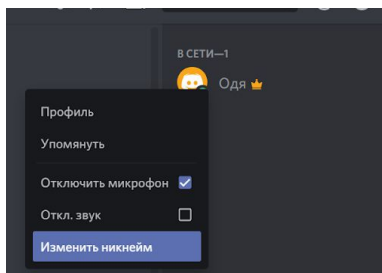 В СЕТИ—1
Одя
Профиль
Упомянуть
Отключить микрофон
Откл. звук
Изменить никнейм